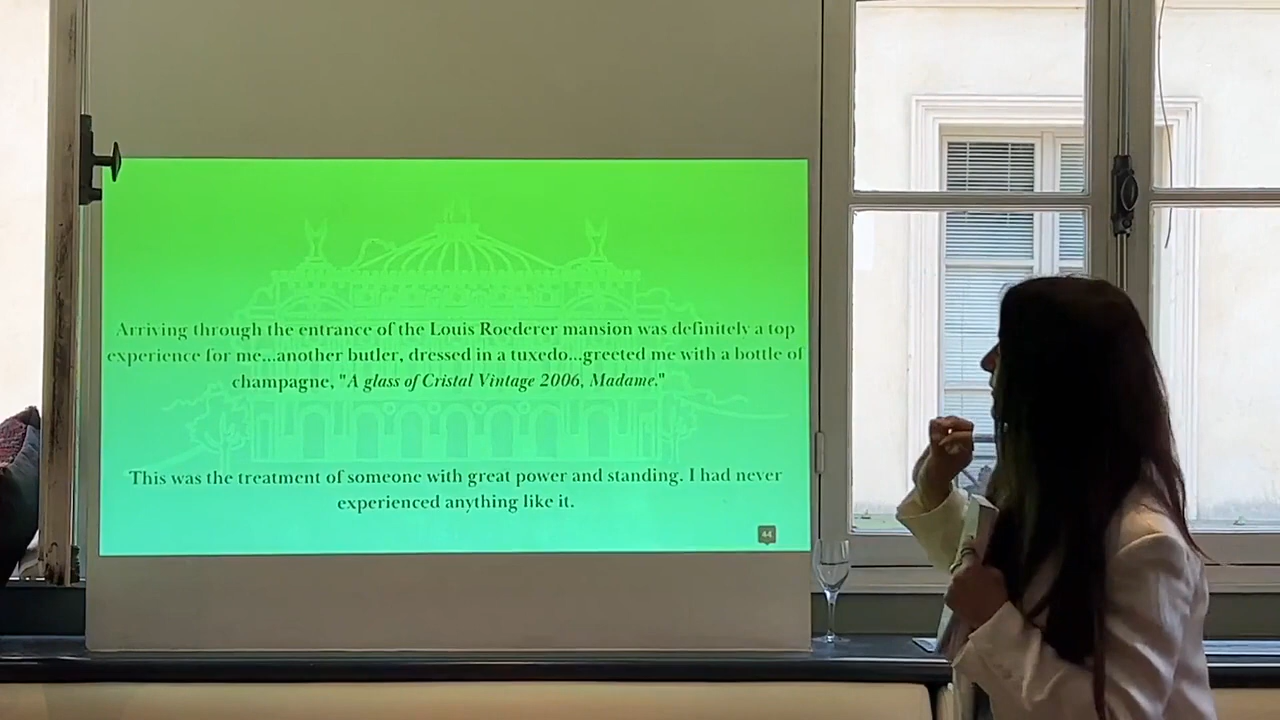 Arriving through the entrance of the Louis Roederer mansion was definitely a top
experience for me...another butler, dressed in a tuxedo...greeted me with a bottle of
champagne, "A glass of Cristal Vintage 2006, Madame."
This was the treatment of someone with great power and standing. I had never
experienced anything like it.
44